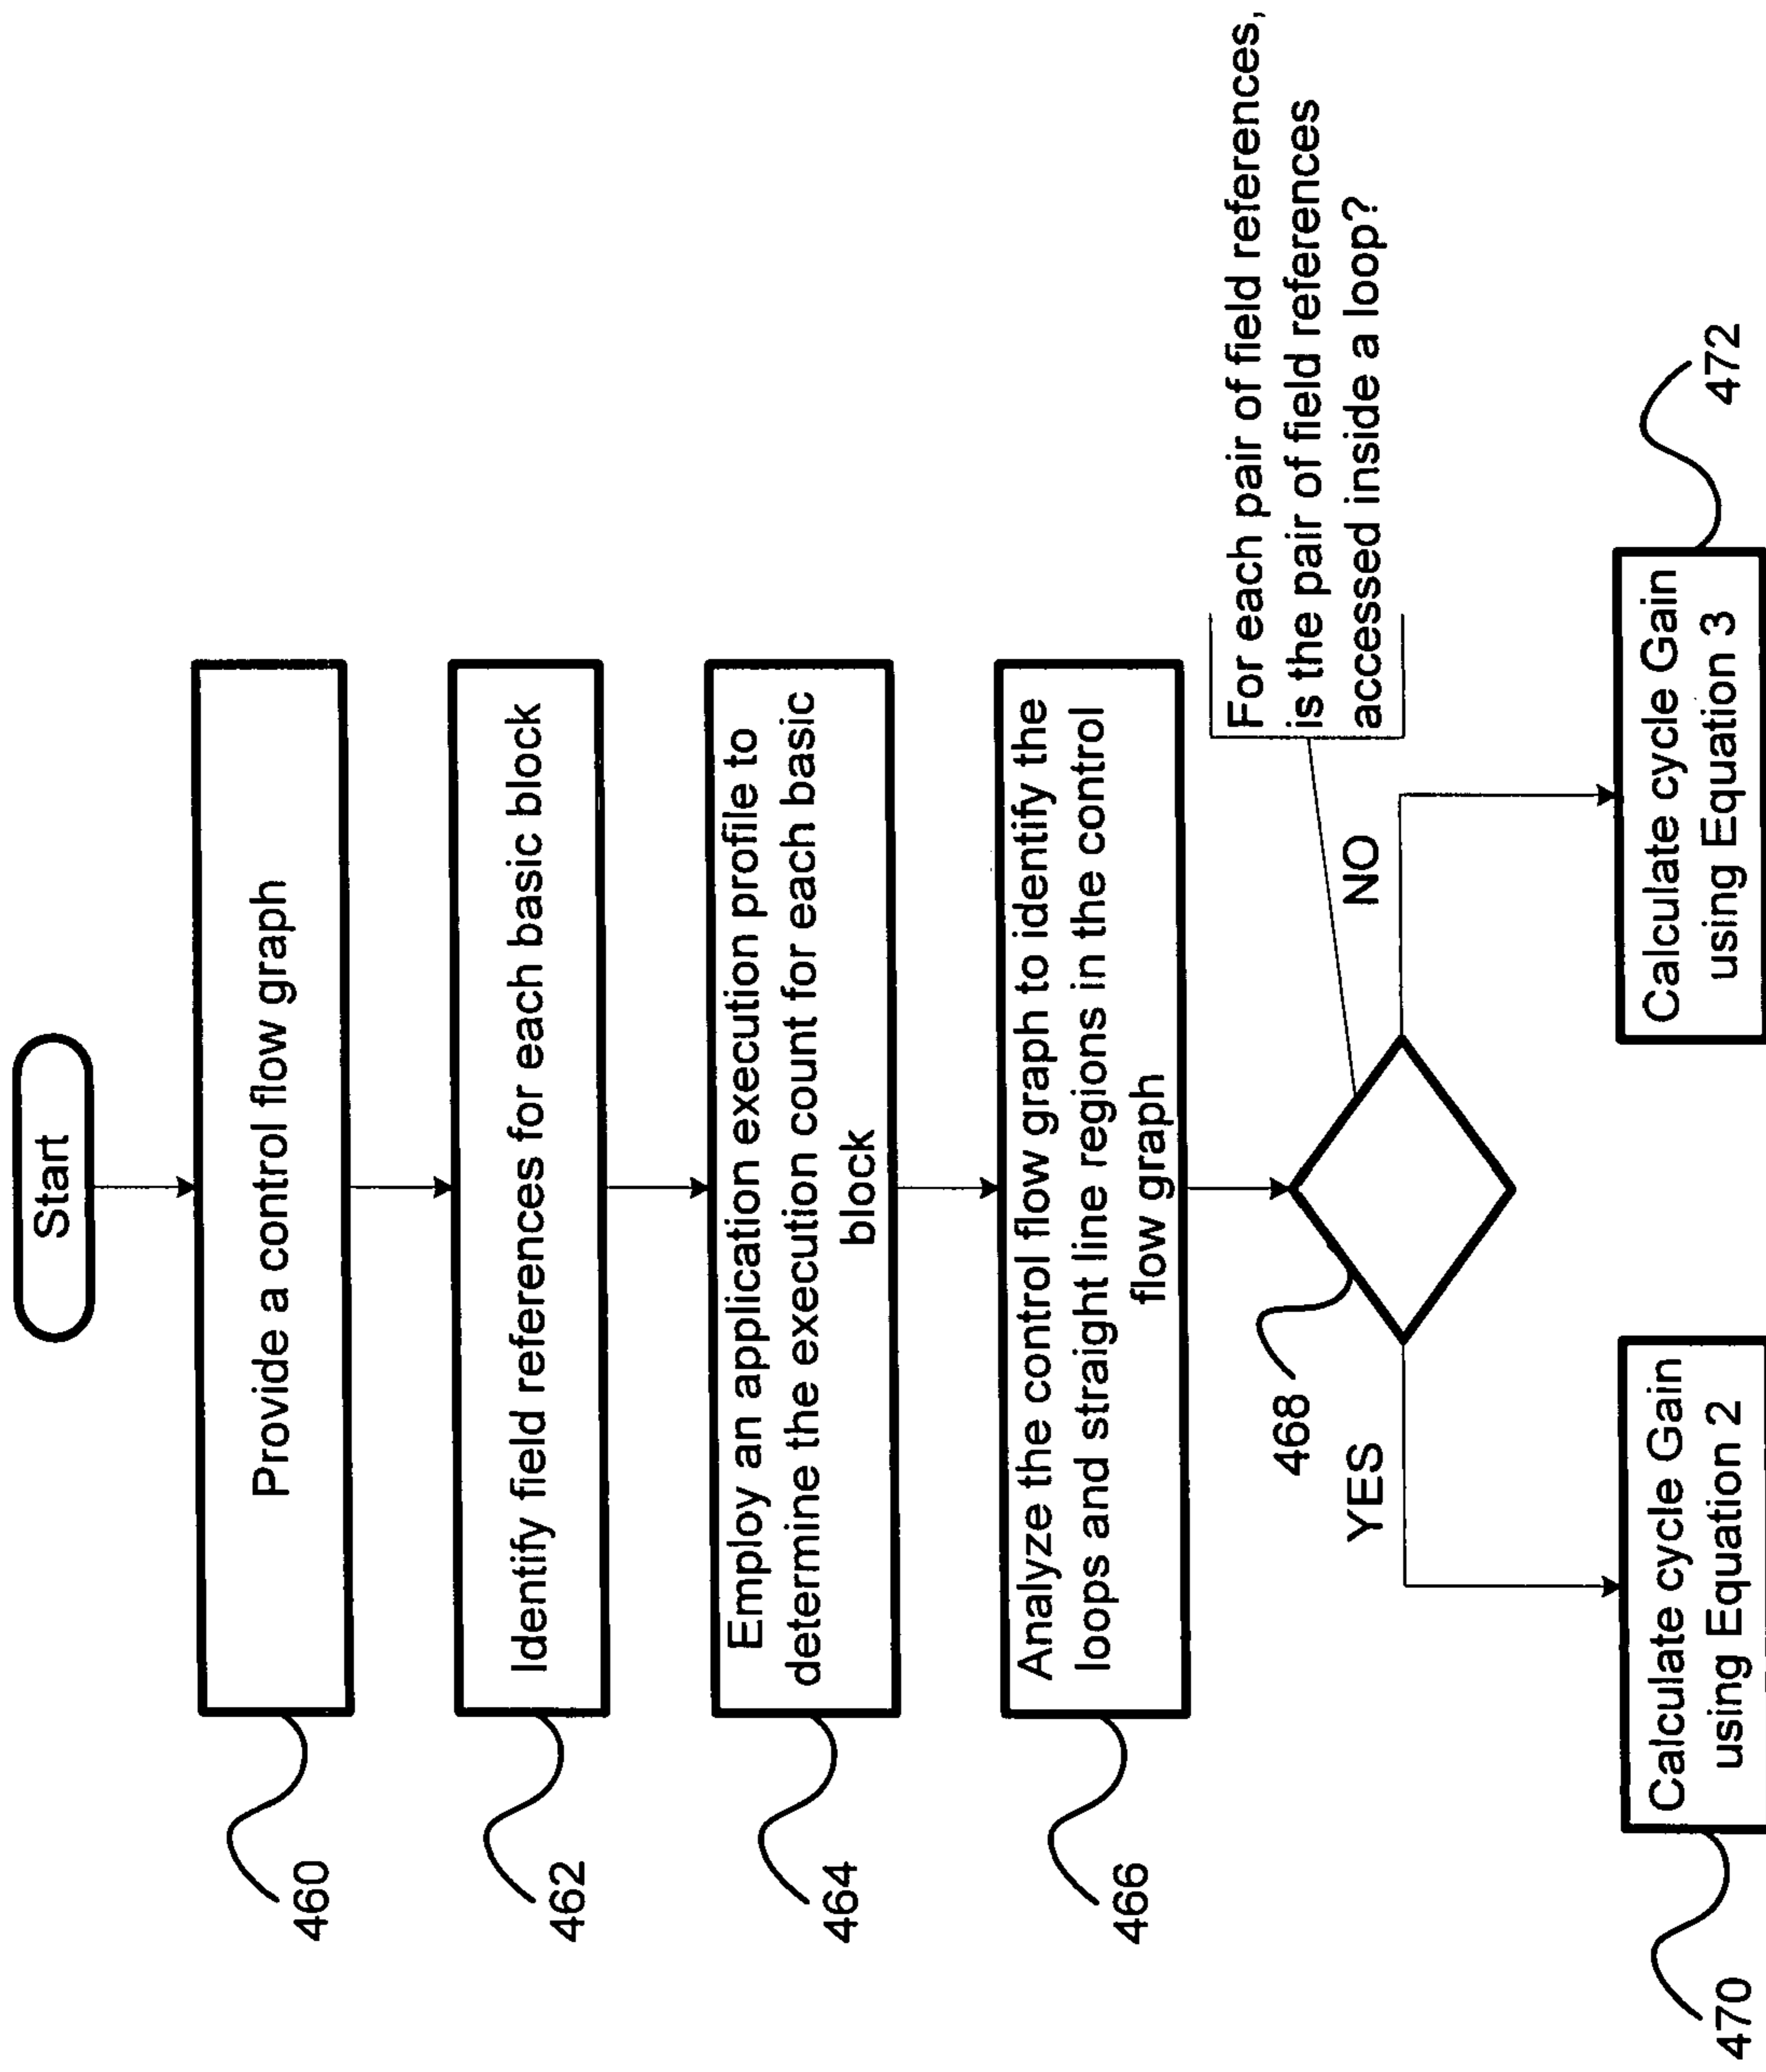 Start
Provide a control flow graph
460
Identify field references for each basic block
462
Employ an application execution profile to
determine the execution count for each basic
block
464
Analyze the control flow graph to identify the
loops and straight line regions in the control
flow graph
466
For each pair of field references,
is the pair of field references
accessed inside a loop?
468
YES
NO
Calculate cycle Gain
using Equation 2
470
Calculate cycle Gain
using Equation 3
472